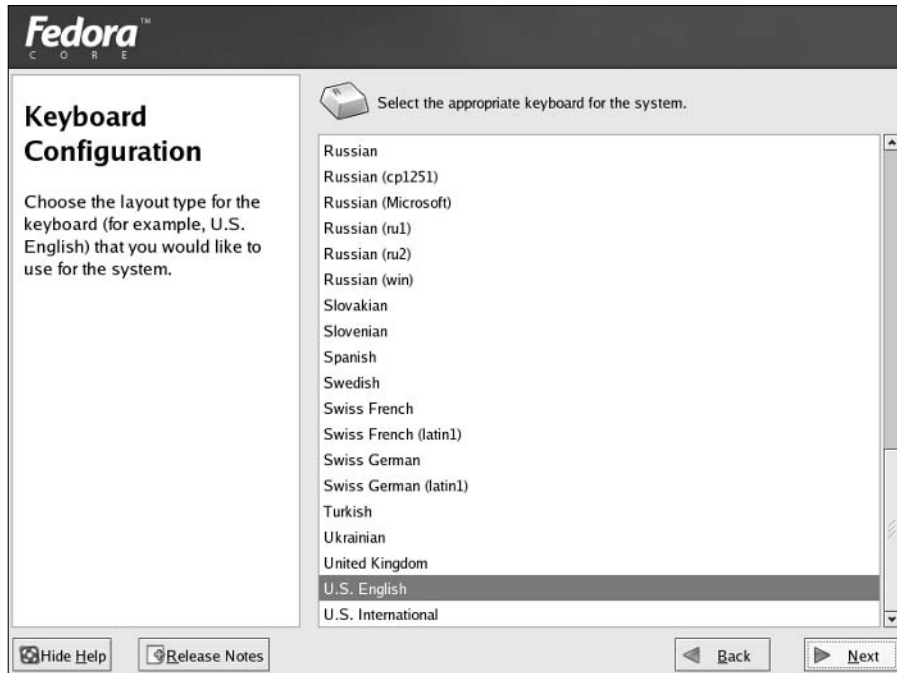 Fedora™
CORE
Keyboard
Configuration
Choose the layout type for the
keyboard (for example, U.S.
English) that you would like to
use for the system.
Select the appropriate keyboard for the system.
Russian
Russian (cp1251)
Russian (Microsoft)
Russian (ru1)
Russian (ru2)
Russian (win)
Slovakian
Slovenian
Spanish
Swedish
Swiss French
Swiss French (latin1)
Swiss German
Swiss German (latin1)
Turkish
Ukrainian
United Kingdom
U.S. English
U.S. International
Hide Help
Release Notes
Back
Next